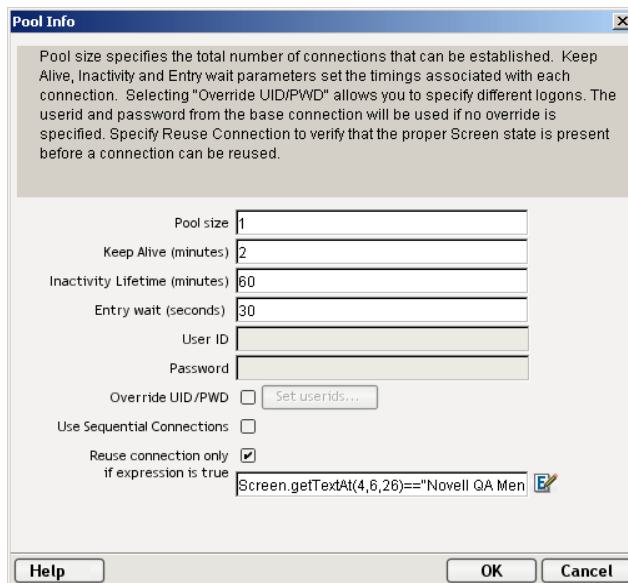 Pool Info
Pool size specifies the total number of connections that can be established. Keep
Alive, Inactivity and Entry wait parameters set the timings associated with each
connection. Selecting "Override UID/PWD" allows you to specify different logons. The
userid and password from the base connection will be used if no override is
specified. Specify Reuse Connection to verify that the proper Screen state is present
before a connection can be reused.
Pool size 1
Keep Alive (minutes) 2
Inactivity Lifetime (minutes) 60
Entry wait (seconds) 30
User ID
Password
Override UID/PWD Set userids...
Use Sequential Connections
Reuse connection only
if expression is true
Screen.getTextAt(4,6,26)=="Novell QA Men
Help OK Cancel